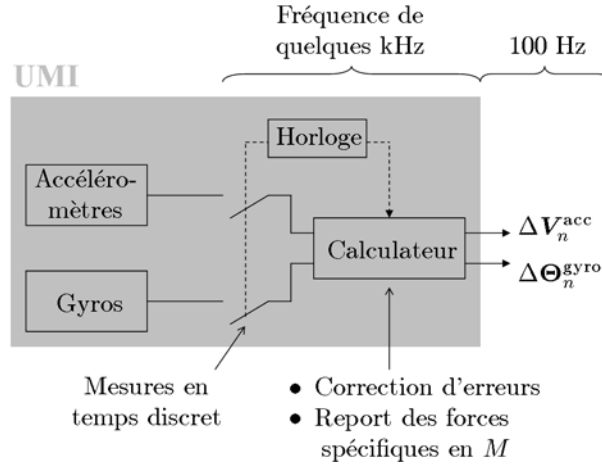 Fréquence de
quelques kHz
100 Hz
UMI
Horloge
Accéléro-
mètres
Calculateur
Gyros
ΔV_n^acc
ΔΘ_n^gyro
Mesures en
temps discret
• Correction d'erreurs
• Report des forces
spécifiques en M